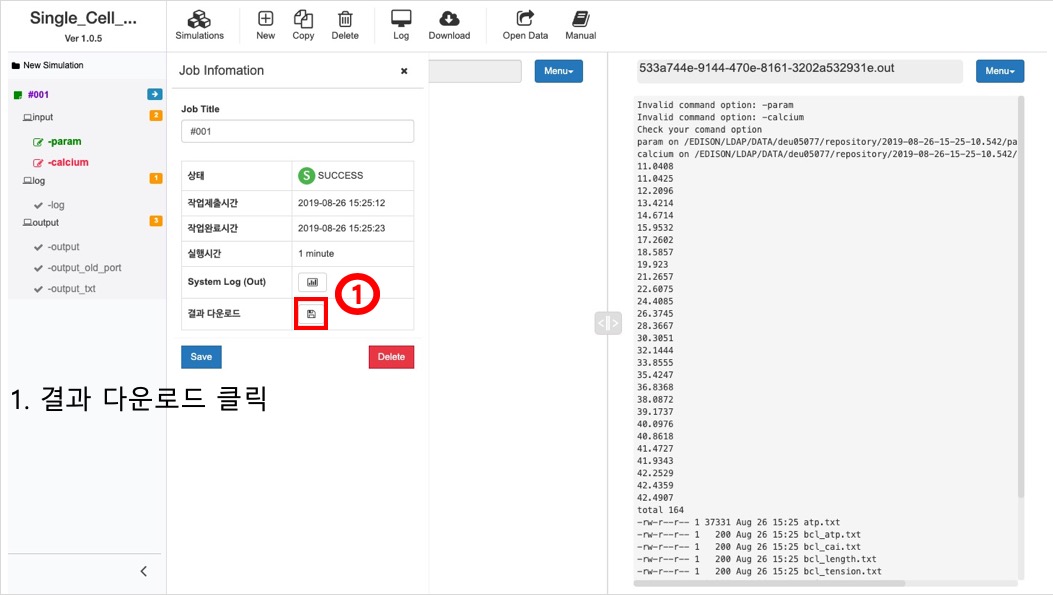 Single_Cell_...
Ver 1.0.5
Simulations
New
Copy
Delete
Log
Download
Open Data
Manual
New Simulation
#001
input
2
-param
-calcium
log
1
-log
output
3
-output
-output_old_port
-output_txt
Job Infomation
×
Job Title
#001
상태
S SUCCESS
작업제출시간
2019-08-26 15:25:12
작업완료시간
2019-08-26 15:25:23
실행시간
1 minute
System Log (Out)
결과 다운로드
1
Save
Delete
1. 결과 다운로드 클릭
Menu
533a744e-9144-470e-8161-3202a532931e.out
Menu
Invalid command option: -param
Invalid command option: -calcium
Check your comand option
param on /EDISON/LDAP/DATA/deu05077/repository/2019-08-26-15-25-10.542/pa
calcium on /EDISON/LDAP/DATA/deu05077/repository/2019-08-26-15-25-10.542/
11.0408
11.0425
12.2096
13.4214
14.6714
15.9532
17.2602
18.5857
19.923
21.2657
22.6075
24.4085
26.3745
28.3667
30.3051
32.1444
33.8555
35.4247
36.8368
38.0872
39.1737
40.0976
40.8618
41.4727
41.9343
42.2529
42.4359
42.4907
total 164
-rw-r--r-- 1 37331 Aug 26 15:25 atp.txt
-rw-r--r-- 1 200 Aug 26 15:25 bcl_atp.txt
-rw-r--r-- 1 200 Aug 26 15:25 bcl_cai.txt
-rw-r--r-- 1 200 Aug 26 15:25 bcl_length.txt
-rw-r--r-- 1 200 Aug 26 15:25 bcl_tension.txt